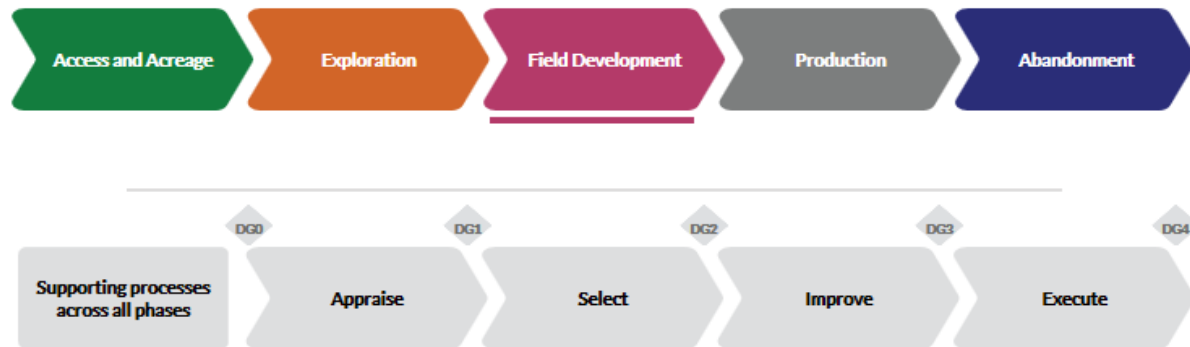 Access and Acreage
Exploration
Field Development
Production
Abandonment
DG0
DG1
DG2
DG3
DG4
Supporting processes
across all phases
Appraise
Select
Improve
Execute